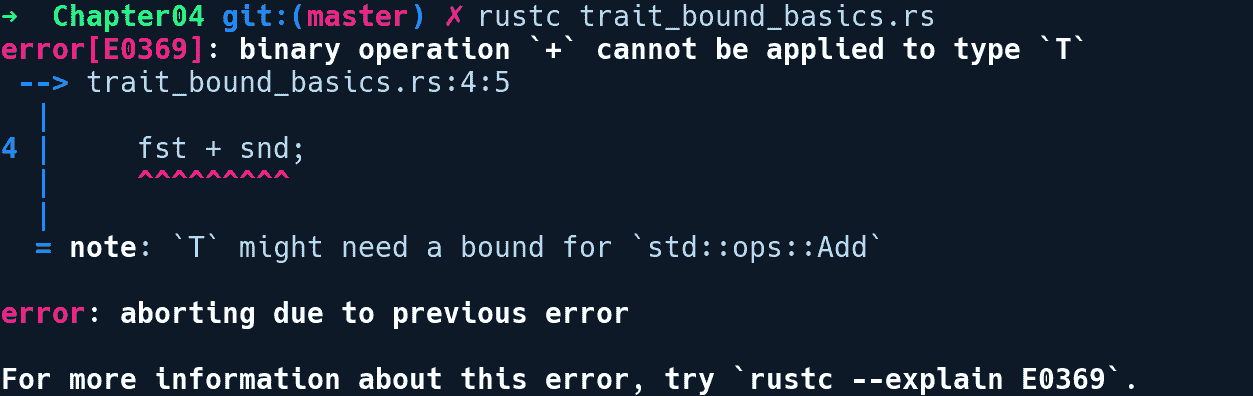 →  Chapter04 git:(master) ✗ rustc trait_bound_basics.rs
error[E0369]: binary operation `+` cannot be applied to type `T`
 --> trait_bound_basics.rs:4:5
  |
4 |     fst + snd;
  |     ^^^^^^^^^
  |
  = note: `T` might need a bound for `std::ops::Add`
error: aborting due to previous error
For more information about this error, try `rustc --explain E0369`.